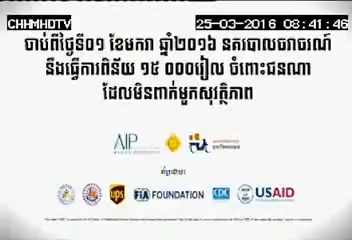 CHHMHDTV 25-03-2016 08:41:46
ចាប់ពីថ្ងៃទី០១ ខែមករា ឆ្នាំ២០១៦ នគរបាលចរាចរណ៍
នឹងធ្វើការពិន័យ ១៥ ០០០រៀល ចំពោះជនណា
ដែលមិនពាក់មួកសុវត្ថិភាព
AIP
ups FIA FOUNDATION CDC USAID